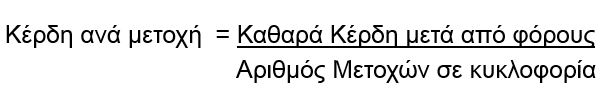 Κέρδη ανά μετοχή = Καθαρά Κέρδη μετά από φόρους
Αριθμός Μετοχών σε κυκλοφορία